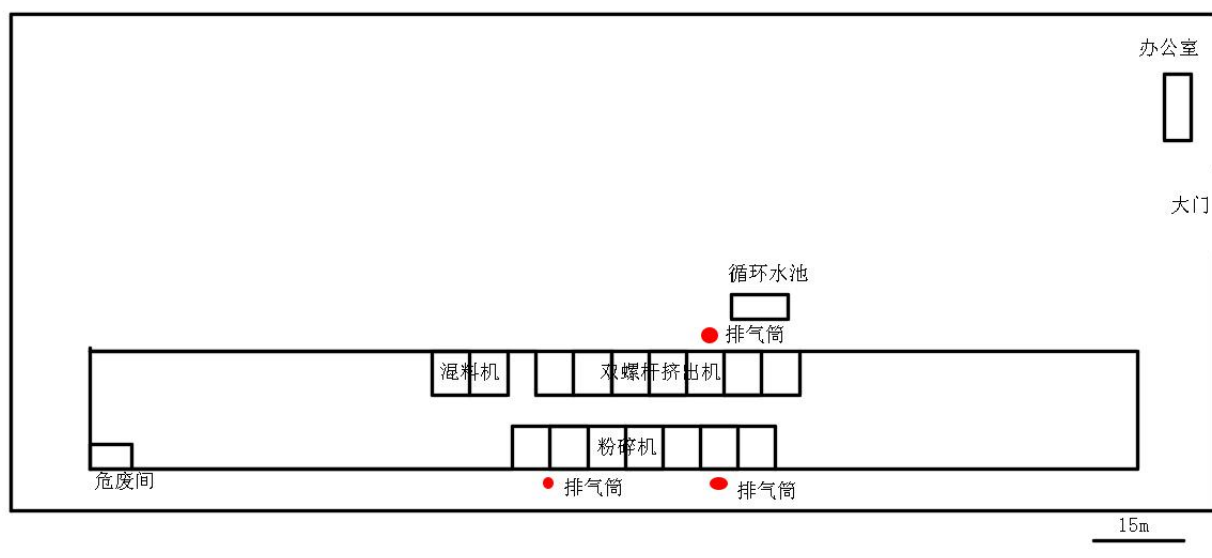 办公室
大门
循环水池
排气筒
混料机
双螺杆挤出机
粉碎机
危废间
排气筒
排气筒
15m